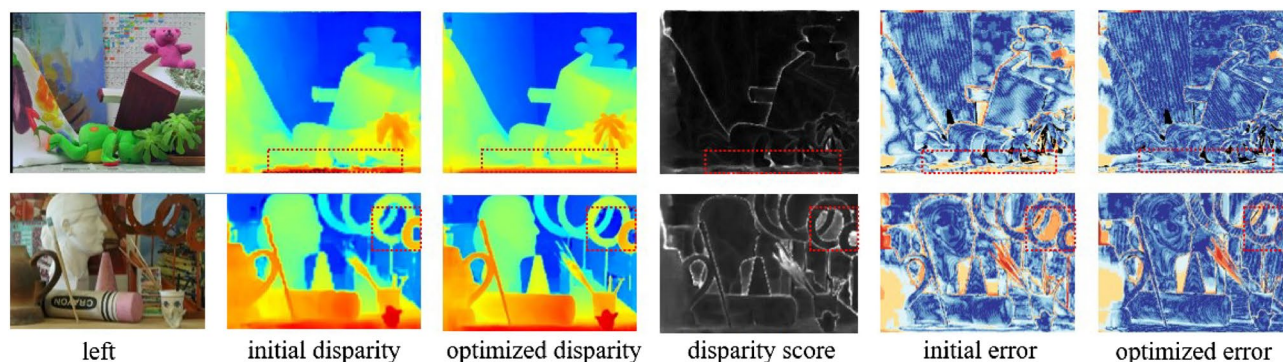 CRAYON
left
initial disparity
optimized disparity
disparity score
initial error
optimized error